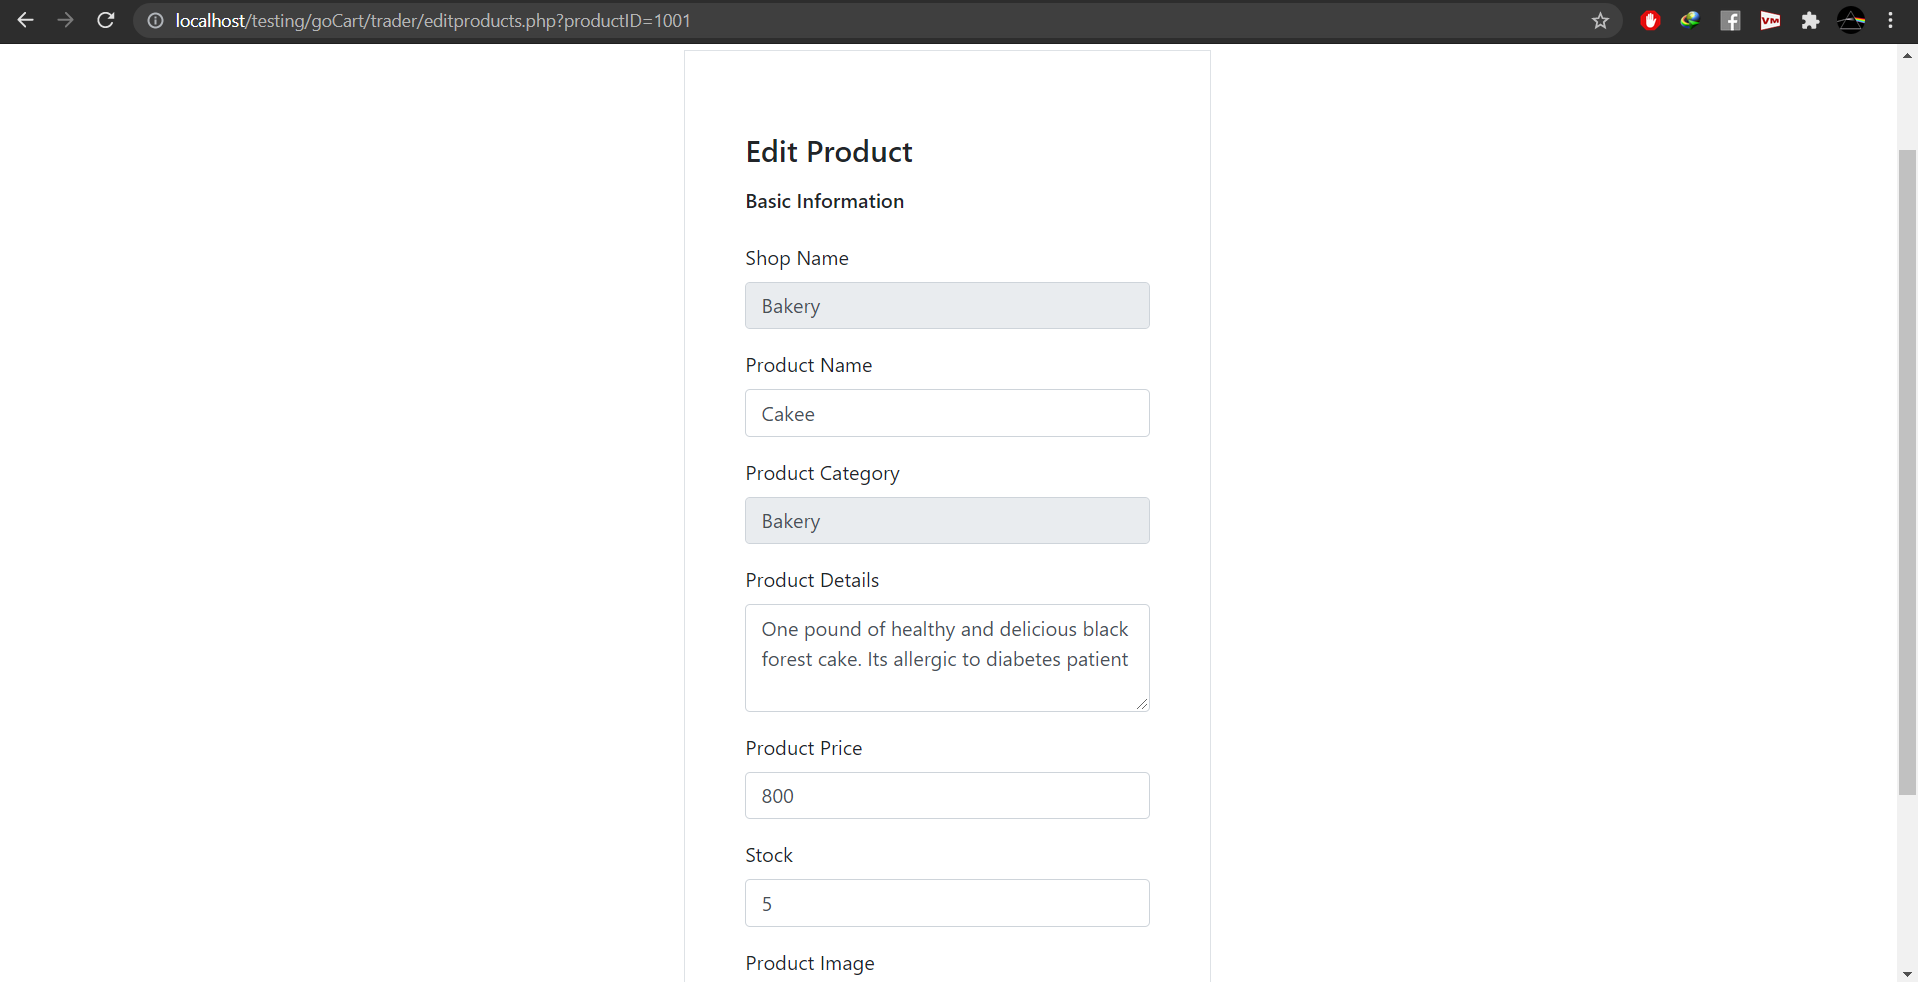 localhost/testing/goCart/trader/editproducts.php?productID=1001
VM
Edit Product
Basic Information
Shop Name
Bakery
Product Name
Cakee
Product Category
Bakery
Product Details
One pound of healthy and delicious black
forest cake. Its allergic to diabetes patient
Product Price
800
Stock
5
Product Image